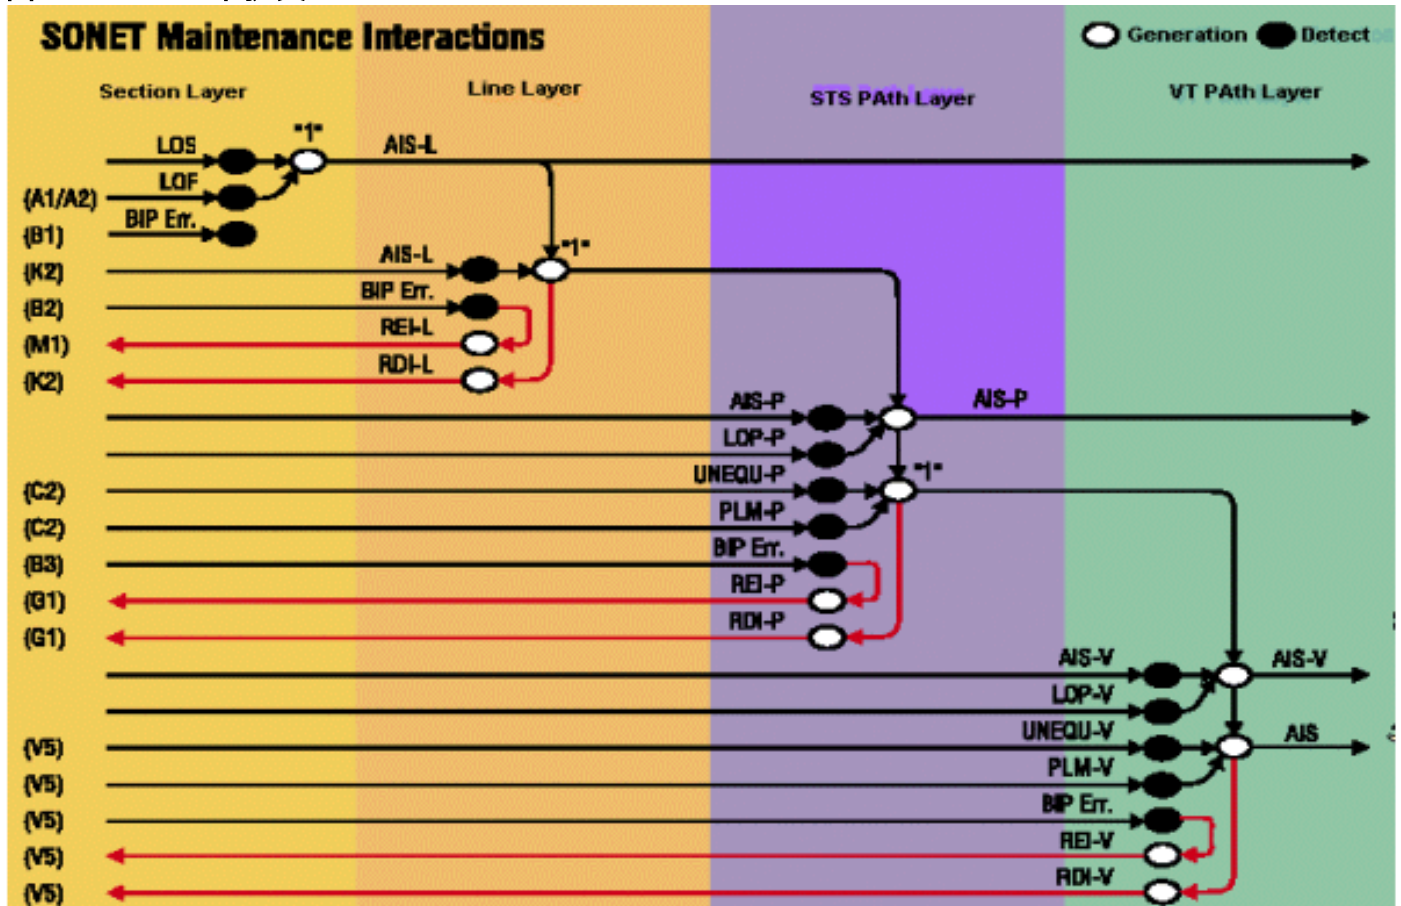 SONET Maintenance Interactions
Generation Detect
Section Layer
Line Layer
STS PAth Layer
VT PAth Layer
LOS "1" AIS-L
(A1/A2) LOF
(B1) BIP Err.
(K2) AIS-L "1"
(B2) BIP Err.
(M1) REI-L
(K2) RDI-L
AIS-P AIS-P
LOP-P
(C2) UNEQU-P "1"
(C2) PLM-P
(B3) BIP Err.
(G1) REI-P
(G1) RDI-P
AIS-V AIS-V
LOP-V
(V5) UNEQU-V AIS
(V5) PLM-V
(V5) BIP Err.
(V5) REI-V
(V5) RDI-V